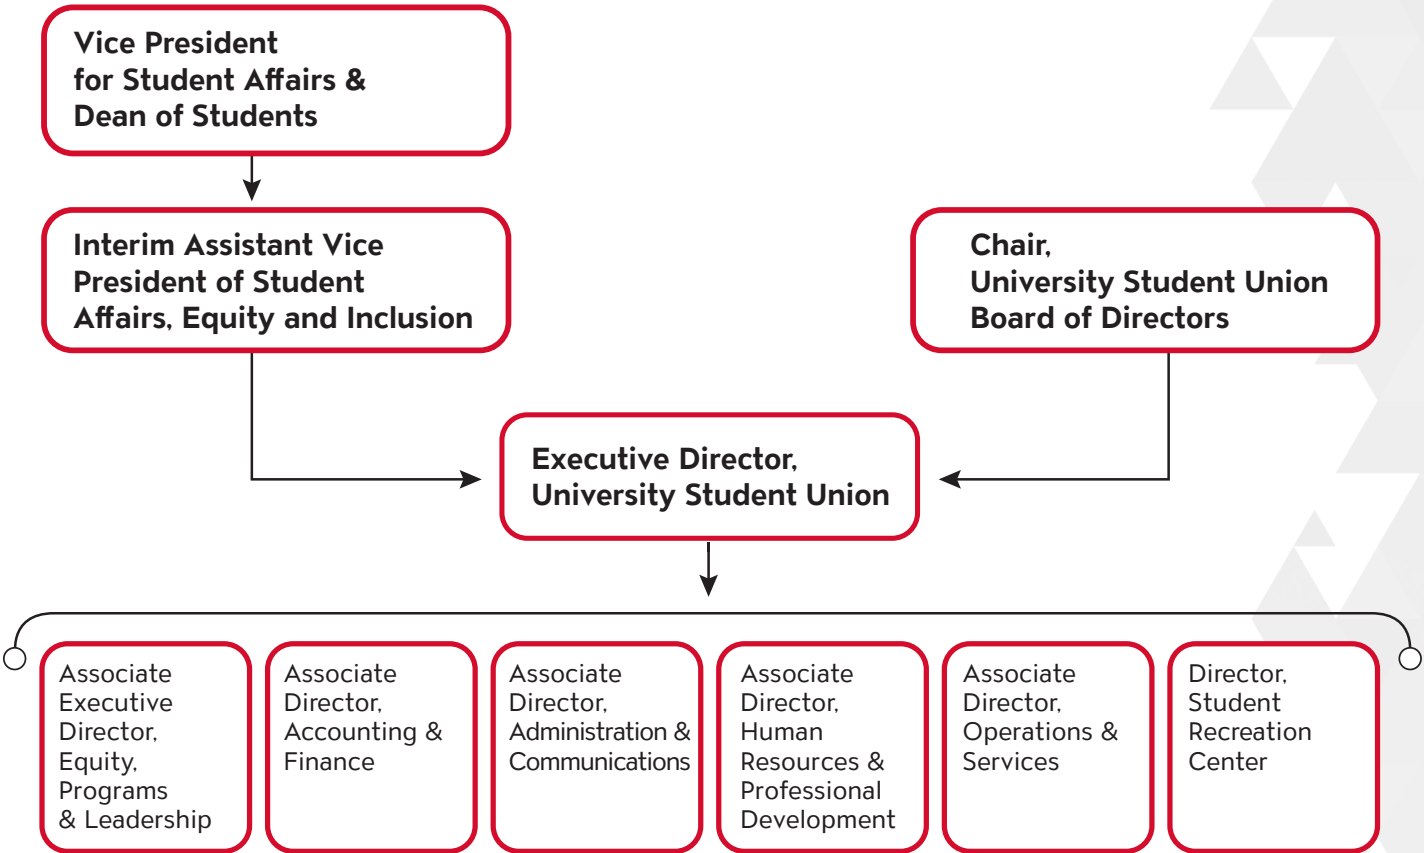 Vice President
for Student Affairs &
Dean of Students
Interim Assistant Vice
President of Student
Affairs, Equity and Inclusion
Chair,
University Student Union
Board of Directors
Executive Director,
University Student Union
Associate
Executive
Director,
Equity,
Programs
& Leadership
Associate
Director,
Accounting &
Finance
Associate
Director,
Administration &
Communications
Associate
Director,
Human
Resources &
Professional
Development
Associate
Director,
Operations &
Services
Director,
Student
Recreation
Center